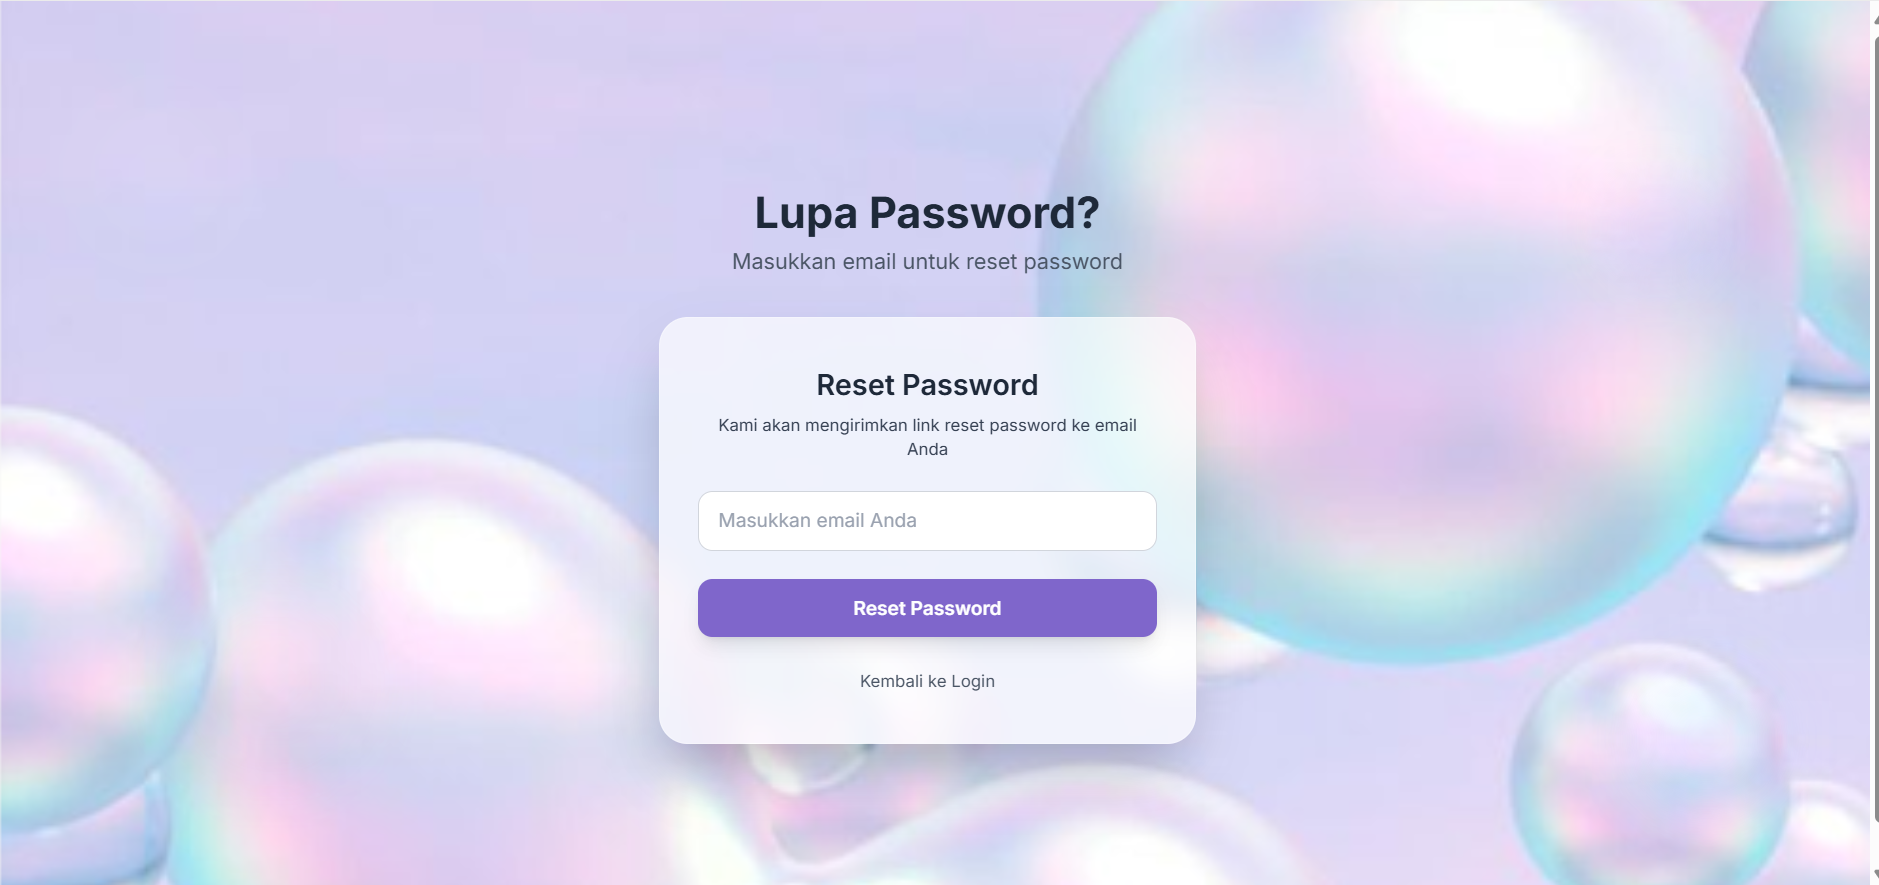 Lupa Password?
Masukkan email untuk reset password
Reset Password
Kami akan mengirimkan link reset password ke email
Anda
Masukkan email Anda
Reset Password
Kembali ke Login